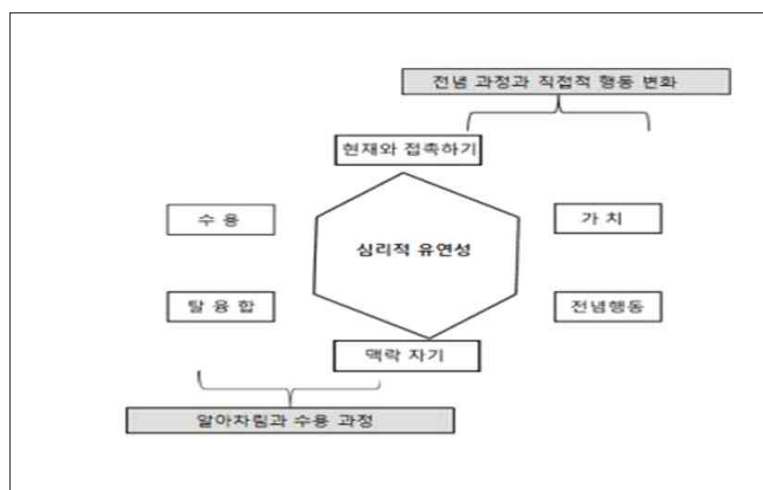 전념 과정과 직접적 행동 변화
현재와 접촉하기
수 용
가 치
심리적 유연성
탈 융 합
전념행동
맥락 자기
알아차림과 수용 과정